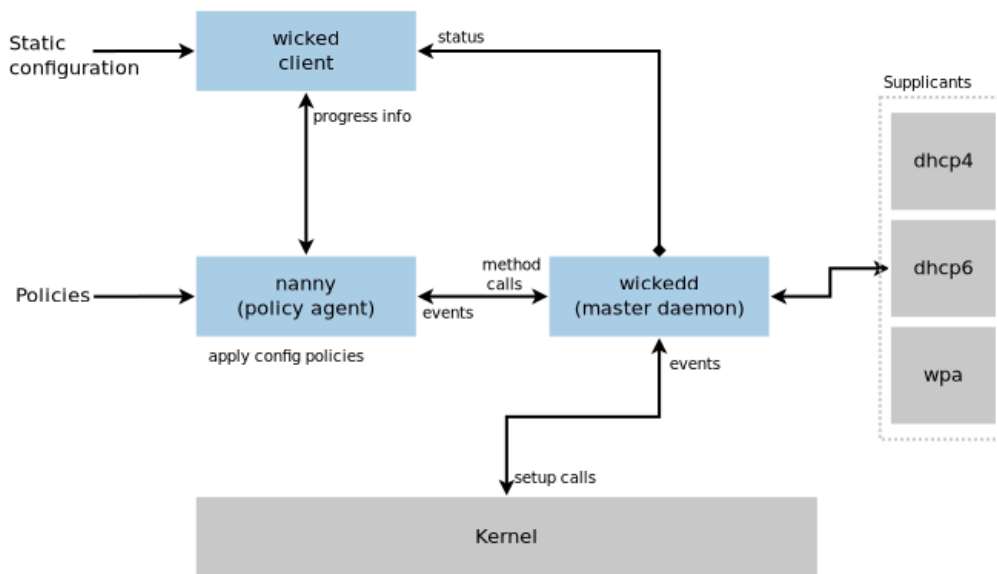 wicked
client
Static
configuration
status
progress info
Supplicants
dhcp4
dhcp6
wpa
Policies
nanny
(policy agent)
method
calls
events
wickedd
(master daemon)
apply config policies
events
setup calls
Kernel